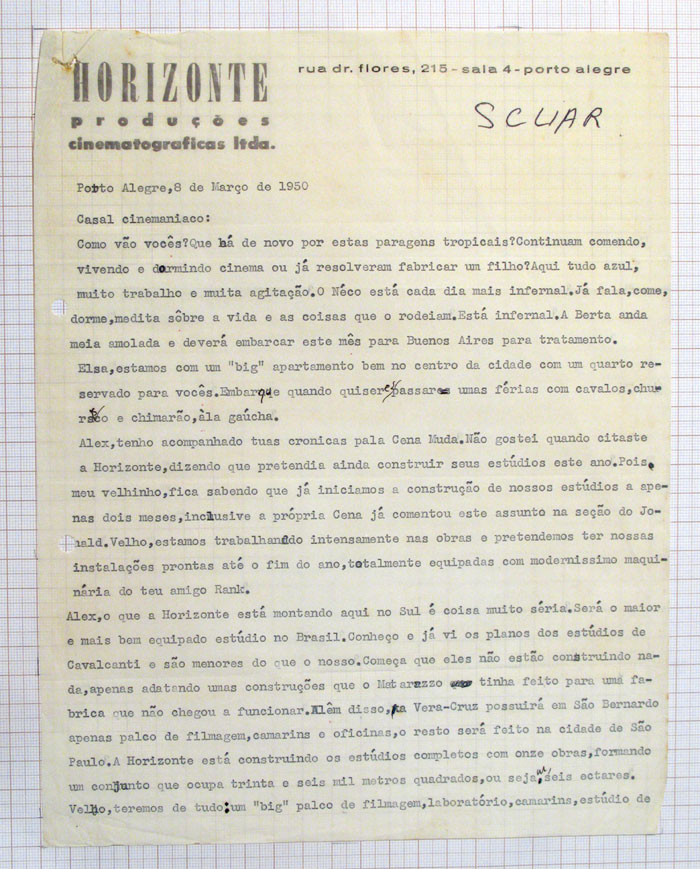 HORIZONTE
produções
cinematograficas ltda.
rua dr. flores, 215 - sala 4 - porto alegre
SCLIAR
Porto Alegre,8 de Março de 1950
Casal cinemaniaco:
Como vão vocês?Que há de novo por estas paragens tropicais?Continuam comendo,
vivendo e dormindo cinema ou já resolveram fabricar um filho?Aqui tudo azul,
muito trabalho e muita agitação.O Néco está cada dia mais infernal.Já fala,come,
dorme,medita sôbre a vida e as coisas que o rodeiam.Está infernal.A Berta anda
meia amolada e deverá embarcar este mês para Buenos Aires para tratamento.
Elsa,estamos com um "big" apartamento bem no centro da cidade com um quarto re-
servado para vocês.Embarque quando quiserem passar umas férias com cavalos,chu-
rasco e chimarão,àla gaúcha.
Alex,tenho acompanhado tuas cronicas pala Cena Muda.Não gostei quando citaste
a Horizonte,dizendo que pretendia ainda construir seus estúdios este ano.Pois,
meu velhinho,fica sabendo que já iniciamos a construção de nossos estúdios a ape-
nas dois meses,inclusive a própria Cena já comentou este assunto na seção do Jo-
nald.Velho,estamos trabalhando intensamente nas obras e pretendemos ter nossas
instalações prontas até o fim do ano,totalmente equipadas com modernissimo maqui-
nária do teu amigo Rank.
Alex,o que a Horizonte está montando aqui no Sul é coisa muito séria.Será o maior
e mais bem equipado estúdio no Brasil.Conheço e já vi os planos dos estúdios de
Cavalcanti e são menores do que o nosso.Começa que eles não estão construindo na-
da,apenas adatando umas construções que o Matarazzo tinha feito para uma fa-
brica que não chegou a funcionar.Alêm disso,a Vera-Cruz possuirá em São Bernardo
apenas palco de filmagem,camarins e oficinas,o resto será feito na cidade de São
Paulo.A Horizonte está construindo os estúdios completos com onze obras,formando
um conjunto que ocupa trinta e seis mil metros quadrados,ou seja,seis ectares.
Velho,teremos de tudo:um "big" palco de filmagem,laboratório,camarins,estúdio de